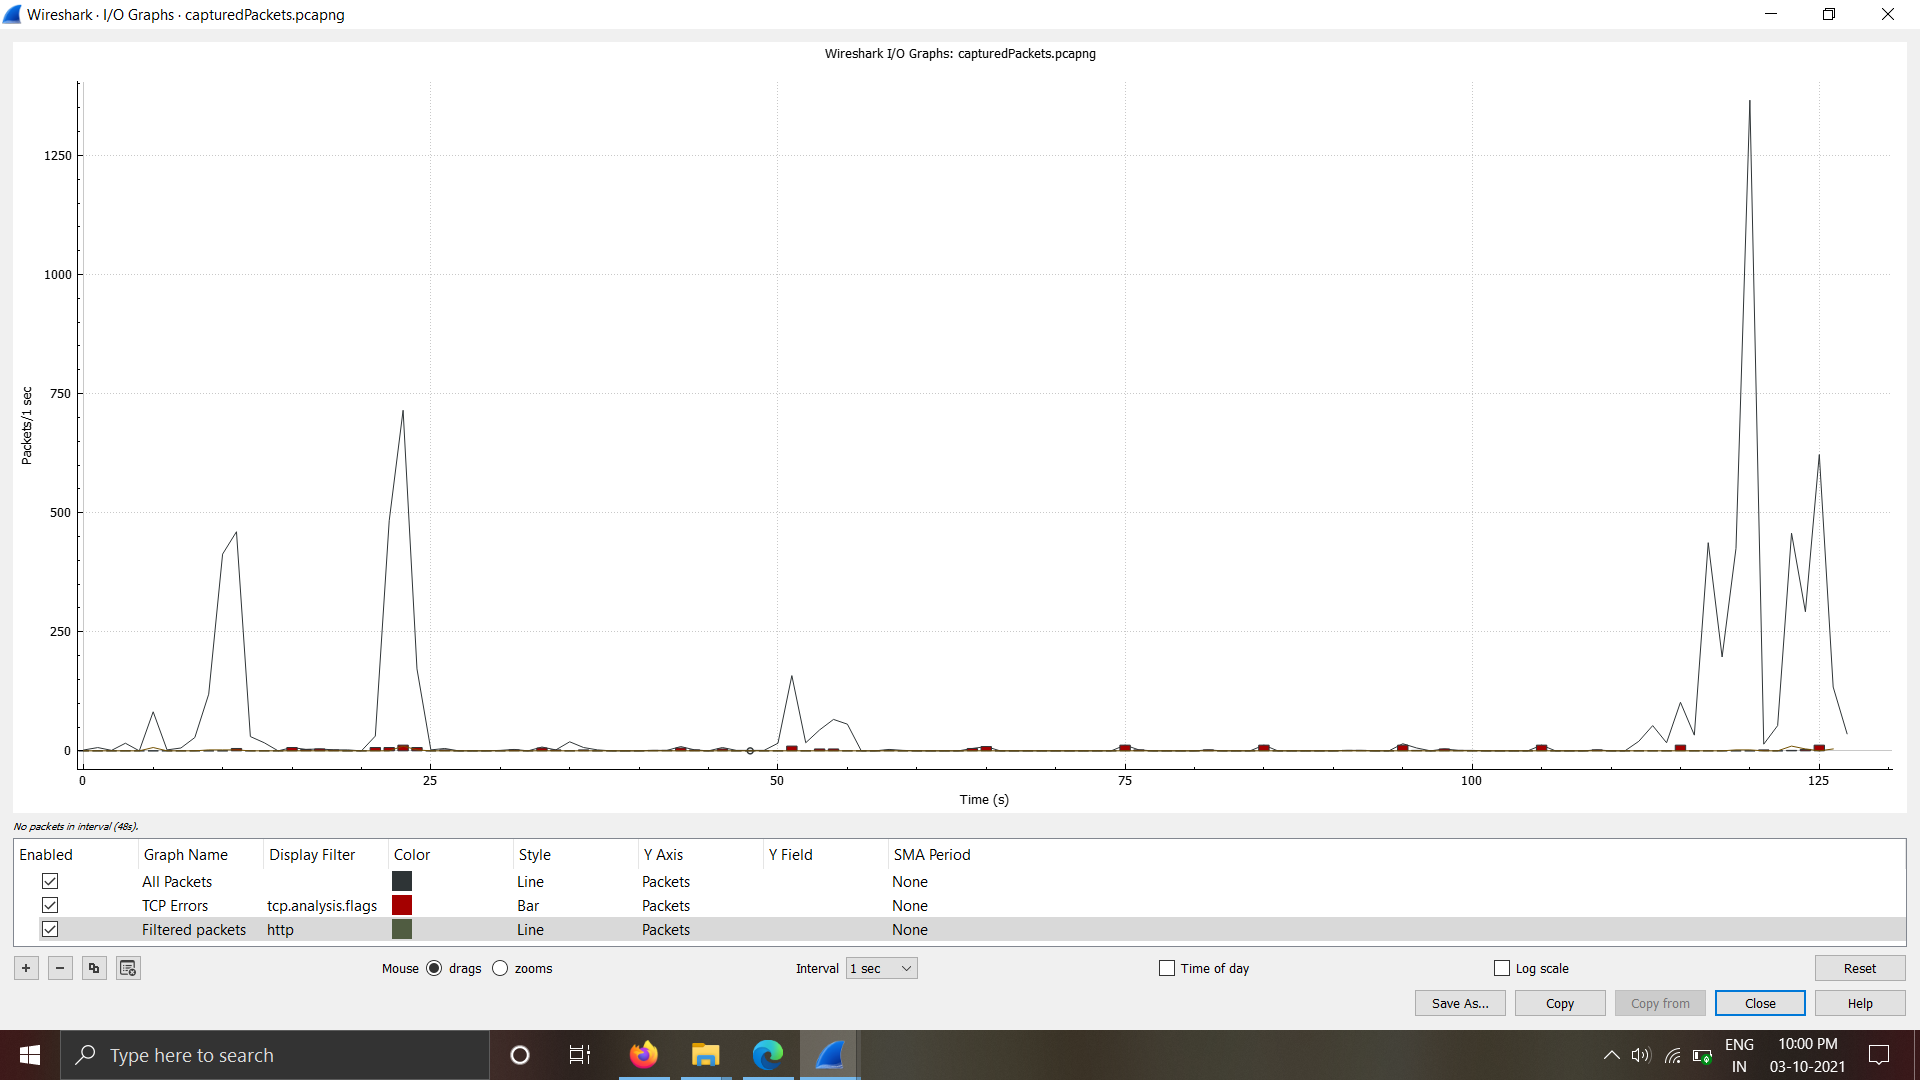 Wireshark · I/O Graphs · capturedPackets.pcapng
Wireshark I/O Graphs: capturedPackets.pcapng
Packets/1 sec
1250
1000
750
500
250
0
0 25 50 75 100 125
Time (s)
No packets in interval (48s).
Enabled Graph Name Display Filter Color Style Y Axis Y Field SMA Period
All Packets Line Packets None
TCP Errors tcp.analysis.flags Bar Packets None
Filtered packets http Line Packets None
+ − Mouse drags zooms Interval 1 sec Time of day Log scale Reset
Save As... Copy Copy from Close Help
Type here to search
ENG
IN
10:00 PM
03-10-2021